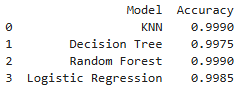 Model Accuracy
0 KNN 0.9990
1 Decision Tree 0.9975
2 Random Forest 0.9990
3 Logistic Regression 0.9985